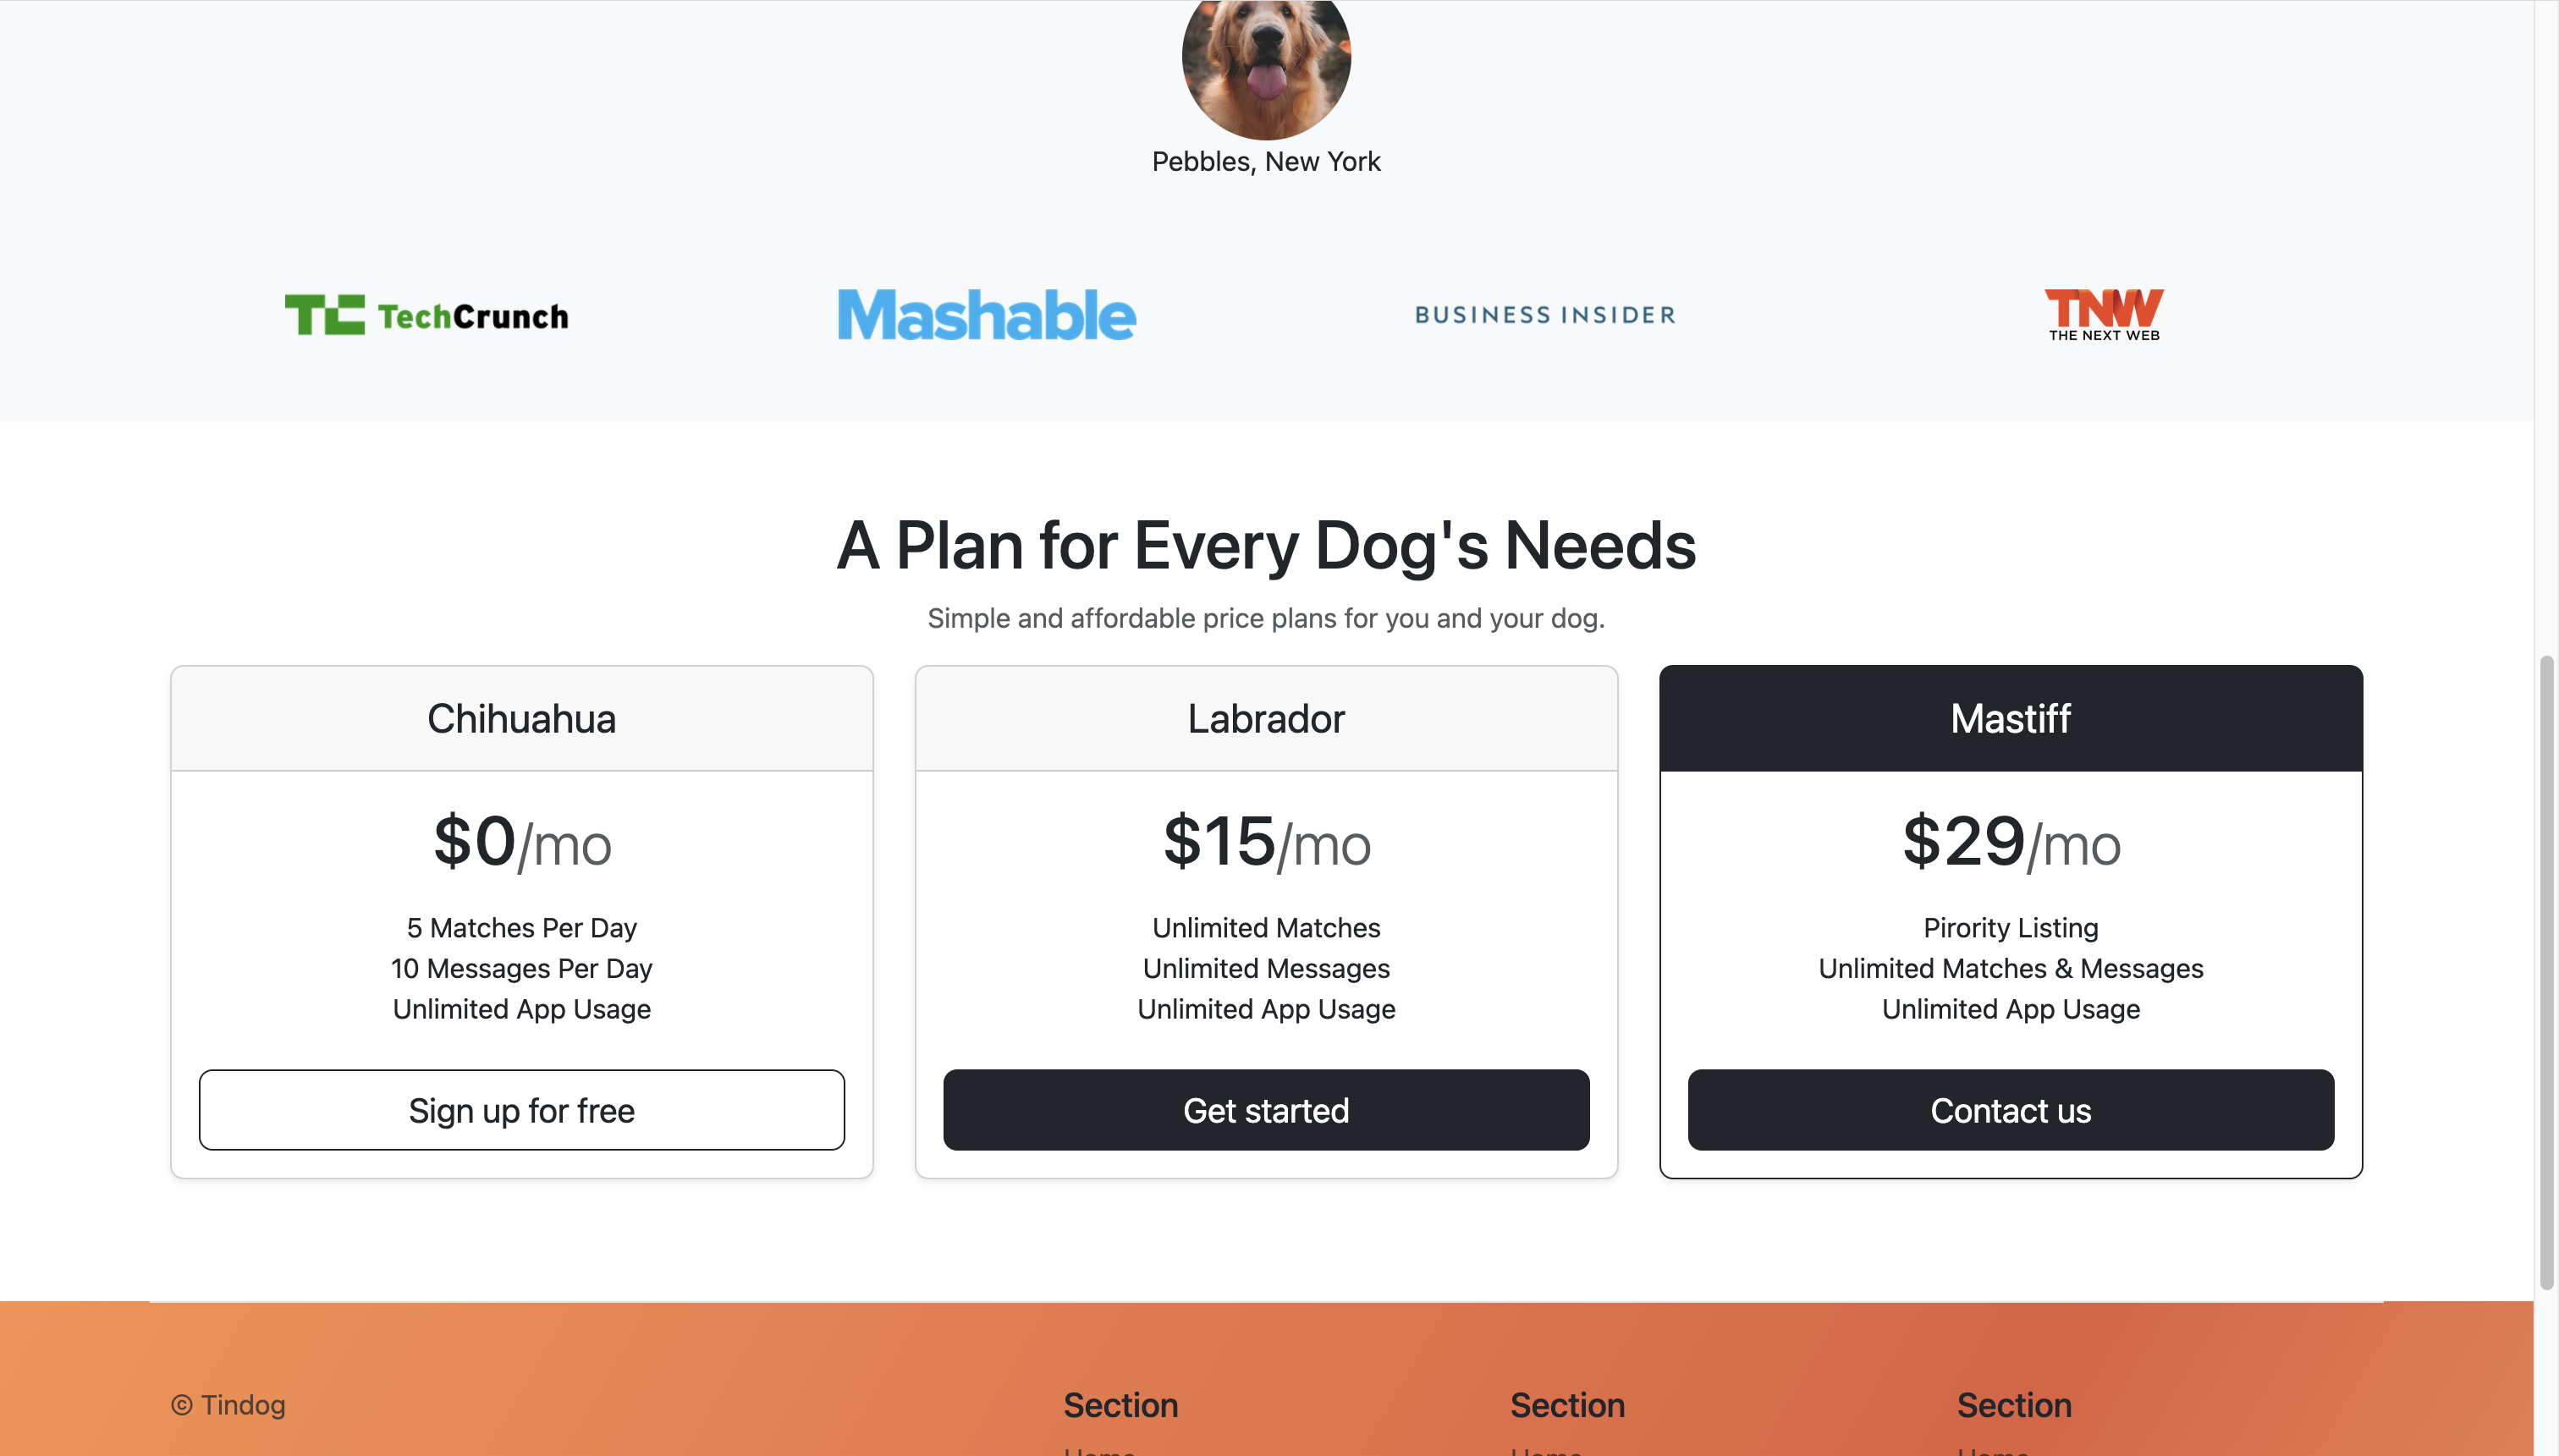 Pebbles, New York
TC TechCrunch
Mashable
BUSINESS INSIDER
TNW
THE NEXT WEB
A Plan for Every Dog's Needs
Simple and affordable price plans for you and your dog.
Chihuahua
$0/mo
5 Matches Per Day
10 Messages Per Day
Unlimited App Usage
Sign up for free
Labrador
$15/mo
Unlimited Matches
Unlimited Messages
Unlimited App Usage
Get started
Mastiff
$29/mo
Pirority Listing
Unlimited Matches & Messages
Unlimited App Usage
Contact us
© Tindog
Section
Home
Section
Home
Section
Home